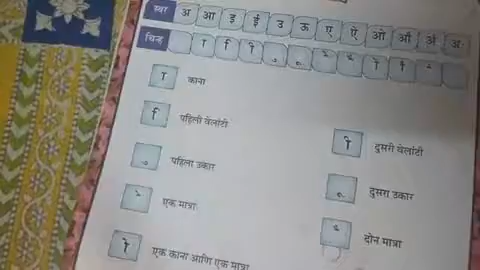 स्वर अ आ इ ई उ ऊ ए ऐ ओ औ अं अः
चिन्ह ा ि ी ु ू े ै ो ौ ं
ा काना
ि पहिली वेलांटी
ी दुसरी वेलांटी
ु पहिला उकार
ू दुसरा उकार
े एक मात्रा
ै दोन मात्रा
ो एक काना आणि एक मात्रा